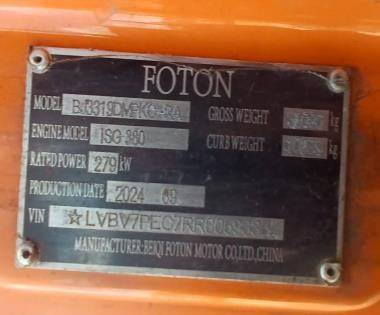 FOTON
MODEL GROSS WEIGHT kg
ENGINE MODEL ISG 380 CURB WEIGHT kg
RATED POWER 279 kW
PRODUCTION DATE 2024 09
VIN
MANUFACTURER: BEIQI FOTON MOTOR CO,LTD,CHINA